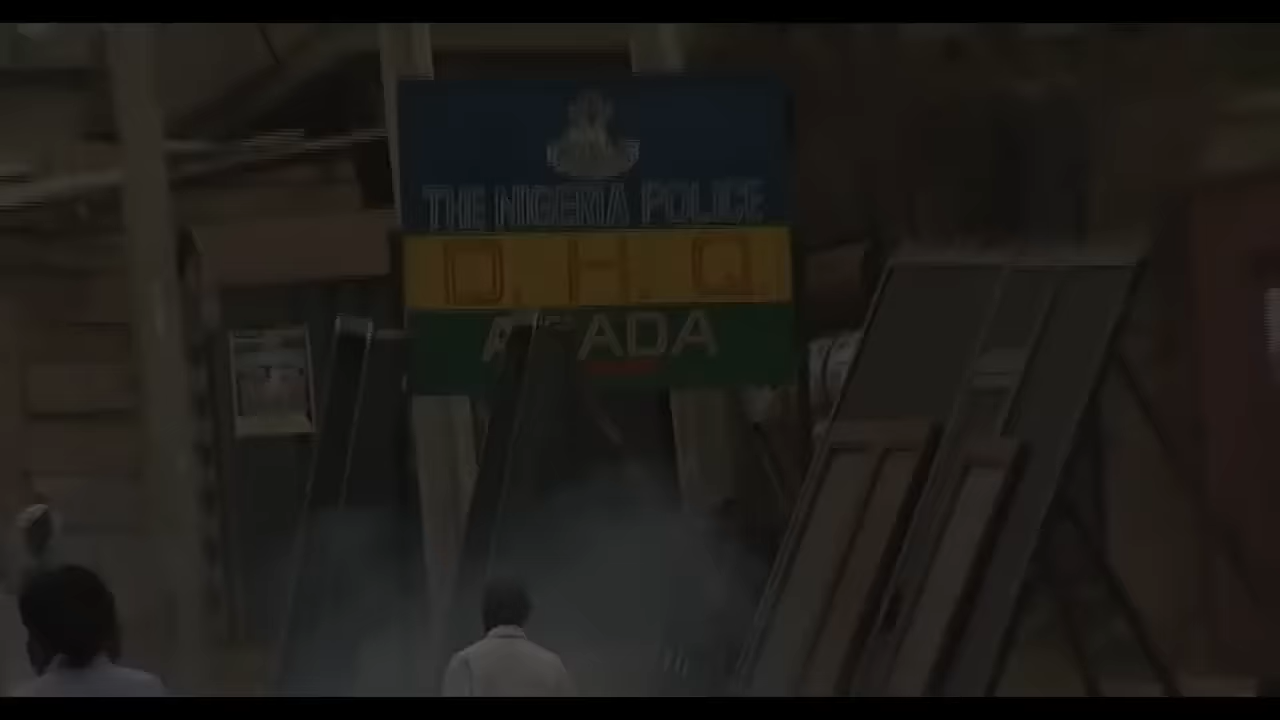 THE NIGERIA POLICE
D. H. Q